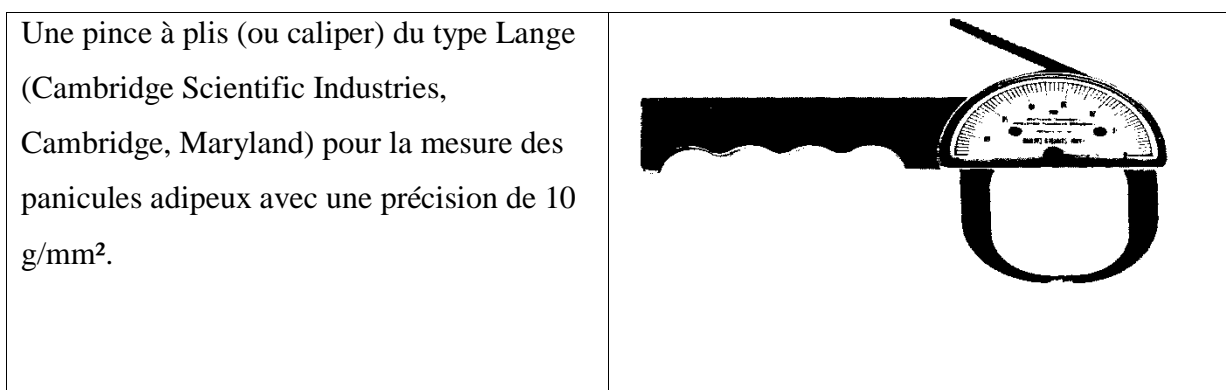 Une pince à plis (ou caliper) du type Lange
(Cambridge Scientific Industries,
Cambridge, Maryland) pour la mesure des
panicules adipeux avec une précision de 10
g/mm².